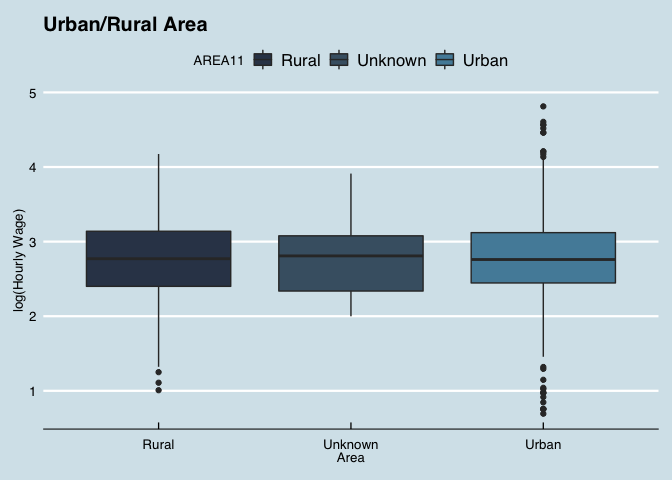 Urban/Rural Area
AREA11 Rural Unknown Urban
5
4
3
2
1
log(Hourly Wage)
Rural Unknown Urban
Area